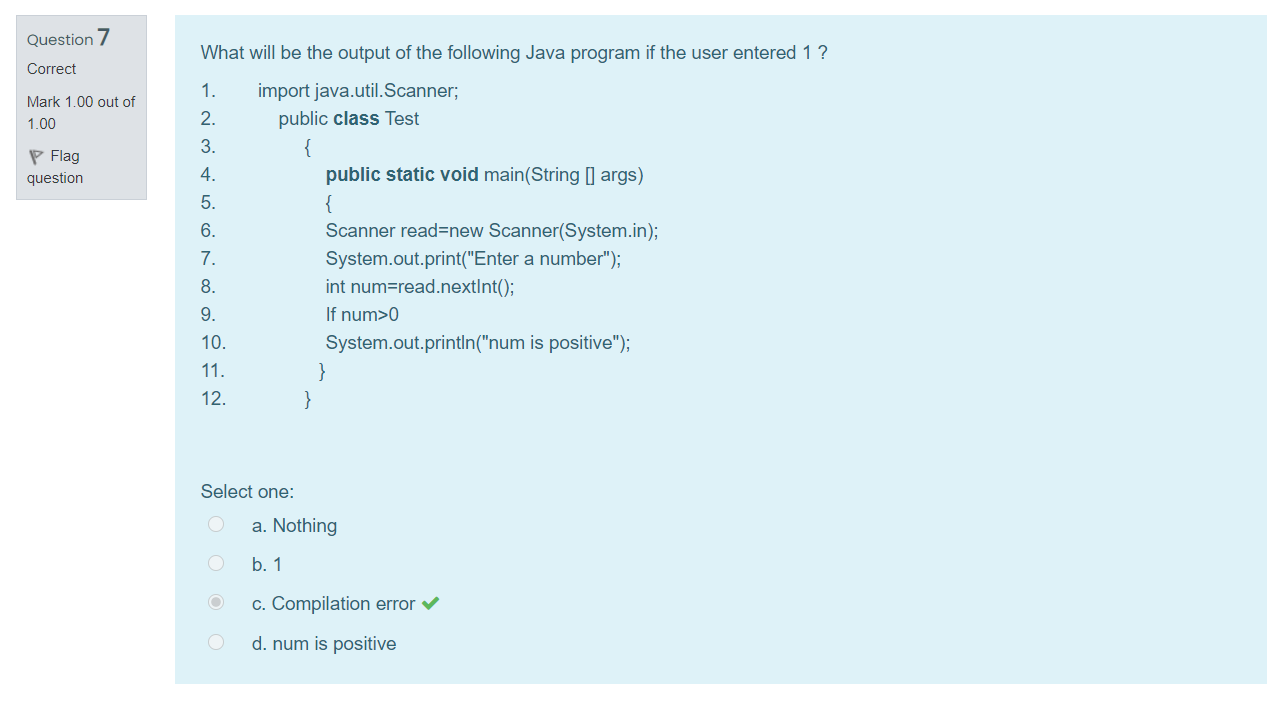 Question 7
Correct
Mark 1.00 out of
1.00
Flag
question
What will be the output of the following Java program if the user entered 1 ?
1. import java.util.Scanner;
2. public class Test
3. {
4. public static void main(String [] args)
5. {
6. Scanner read=new Scanner(System.in);
7. System.out.print("Enter a number");
8. int num=read.nextInt();
9. If num>0
10. System.out.println("num is positive");
11. }
12. }
Select one:
a. Nothing
b. 1
c. Compilation error
d. num is positive